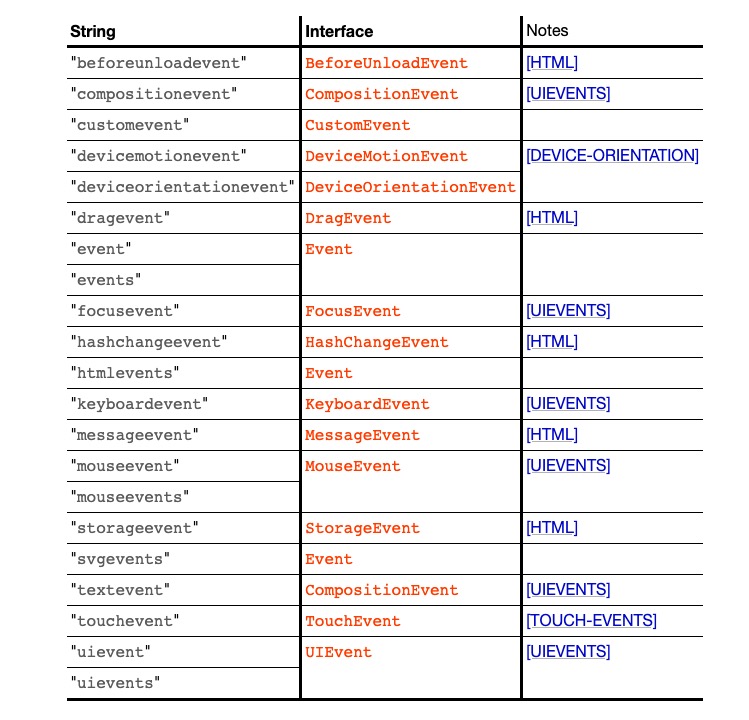 String Interface Notes
"beforeunloadevent" BeforeUnloadEvent [HTML]
"compositionevent" CompositionEvent [UIEVENTS]
"customevent" CustomEvent
"devicemotionevent" DeviceMotionEvent [DEVICE-ORIENTATION]
"deviceorientationevent" DeviceOrientationEvent
"dragevent" DragEvent [HTML]
"event" Event
"events"
"focusevent" FocusEvent [UIEVENTS]
"hashchangeevent" HashChangeEvent [HTML]
"htmlevents" Event
"keyboardevent" KeyboardEvent [UIEVENTS]
"messageevent" MessageEvent [HTML]
"mouseevent" MouseEvent [UIEVENTS]
"mouseevents"
"storageevent" StorageEvent [HTML]
"svgevents" Event
"textevent" CompositionEvent [UIEVENTS]
"touchevent" TouchEvent [TOUCH-EVENTS]
"uievent" UIEvent [UIEVENTS]
"uievents"